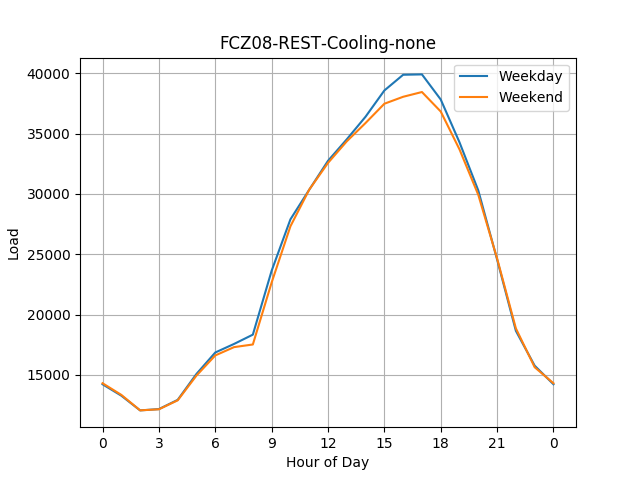 FCZ08-REST-Cooling-none
Weekday
Weekend
Load
40000
35000
30000
25000
20000
15000
0 3 6 9 12 15 18 21 0
Hour of Day